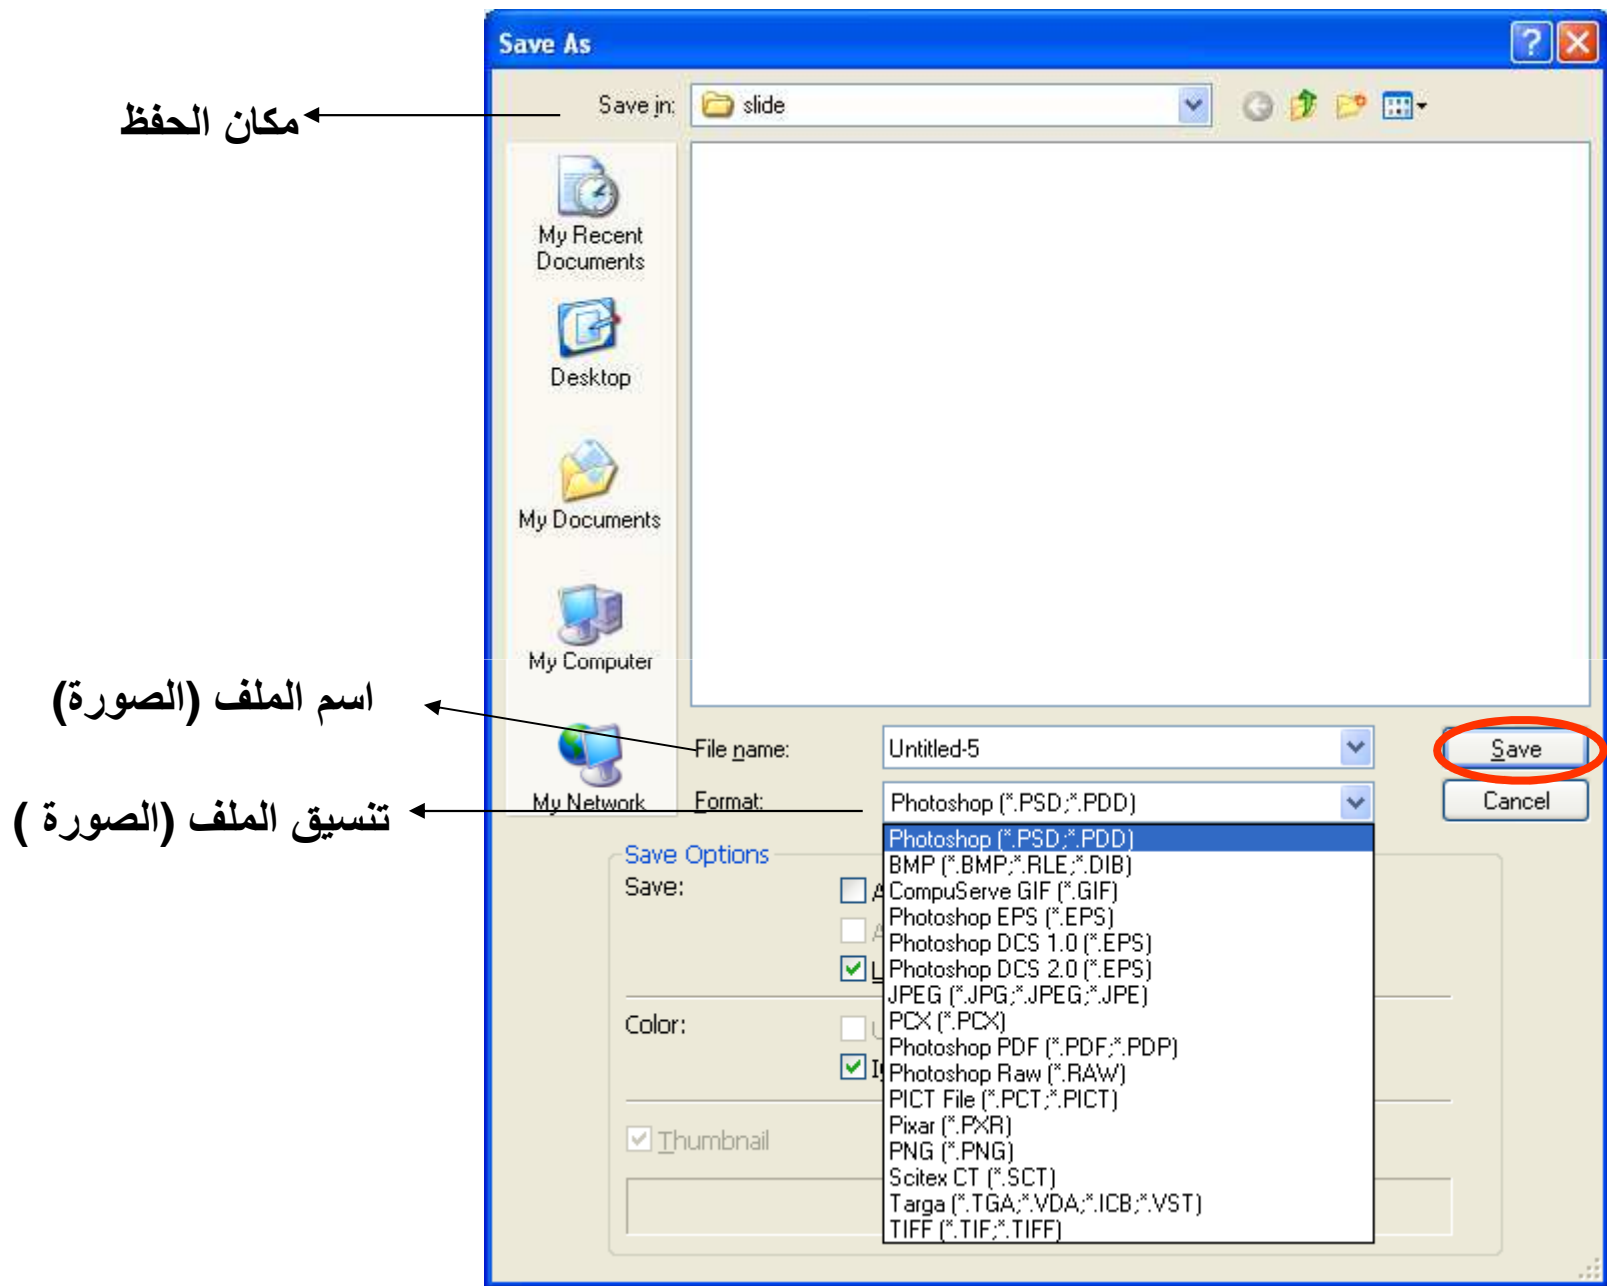 Save As
مكان الحفظ
Save in:
slide
My Recent
Documents
Desktop
My Documents
My Computer
My Network
اسم الملف (الصورة)
File name:
Untitled-5
Save
تنسيق الملف (الصورة )
Format:
Photoshop (*.PSD;*.PDD)
Cancel
Photoshop (*.PSD;*.PDD)
BMP (*.BMP;*.RLE;*.DIB)
CompuServe GIF (*.GIF)
Photoshop EPS (*.EPS)
Photoshop DCS 1.0 (*.EPS)
Photoshop DCS 2.0 (*.EPS)
JPEG (*.JPG;*.JPEG;*.JPE)
PCX (*.PCX)
Photoshop PDF (*.PDF;*.PDP)
Photoshop Raw (*.RAW)
PICT File (*.PCT;*.PICT)
Pixar (*.PXR)
PNG (*.PNG)
Scitex CT (*.SCT)
Targa (*.TGA;*.VDA;*.ICB;*.VST)
TIFF (*.TIF;*.TIFF)
Save Options
Save:
Color:
Thumbnail